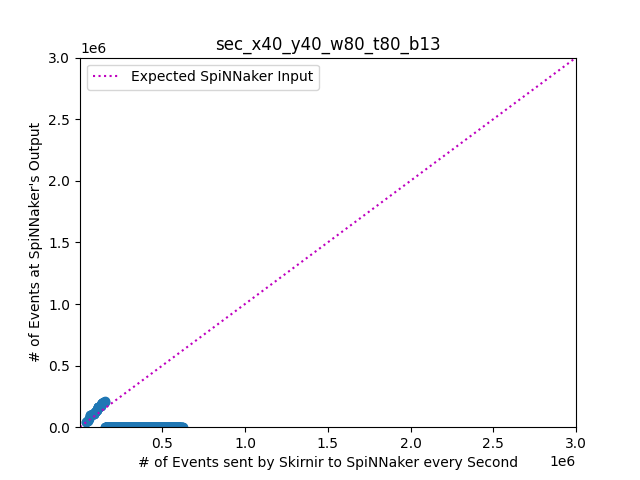 sec_x40_y40_w80_t80_b13
1e6
Expected SpiNNaker Input
3.0
2.5
2.0
1.5
1.0
0.5
0.0
# of Events at SpiNNaker's Output
0.5 1.0 1.5 2.0 2.5 3.0
# of Events sent by Skirnir to SpiNNaker every Second
1e6